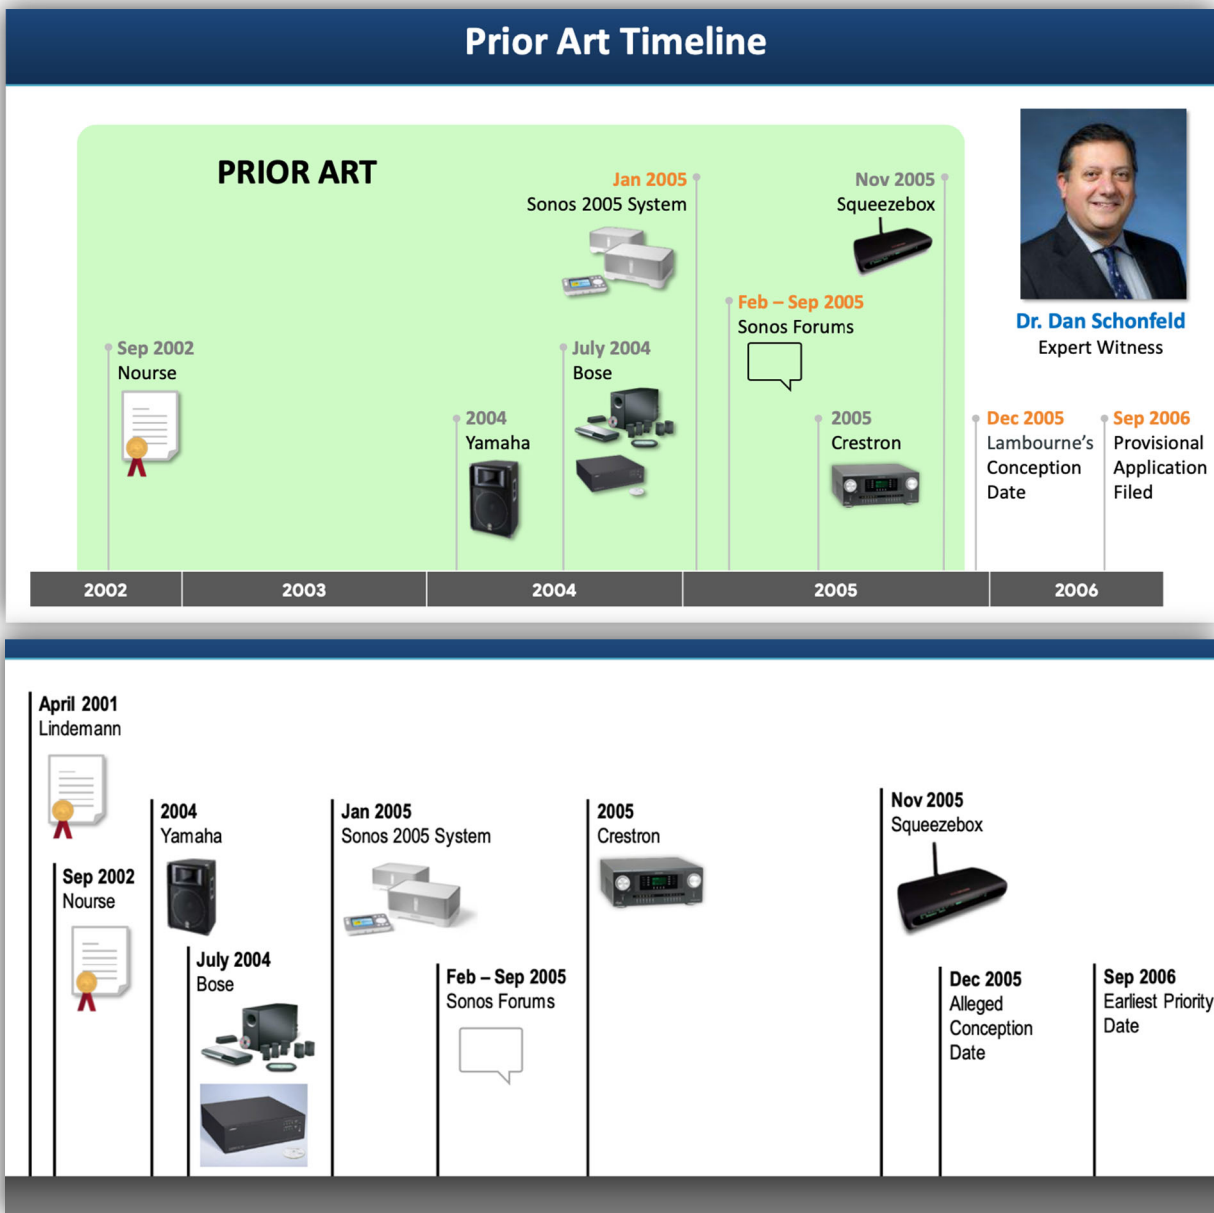 Prior Art Timeline
PRIOR ART
Jan 2005
Sonos 2005 System
Nov 2005
Squeezebox
Dr. Dan Schonfeld
Expert Witness
Feb – Sep 2005
Sonos Forums
Sep 2002
Nourse
July 2004
Bose
2004
Yamaha
2005
Crestron
Dec 2005
Lambourne's
Conception
Date
Sep 2006
Provisional
Application
Filed
2002
2003
2004
2005
2006
April 2001
Lindemann
Sep 2002
Nourse
2004
Yamaha
July 2004
Bose
Jan 2005
Sonos 2005 System
Feb – Sep 2005
Sonos Forums
2005
Crestron
Nov 2005
Squeezebox
Dec 2005
Alleged
Conception
Date
Sep 2006
Earliest Priority
Date